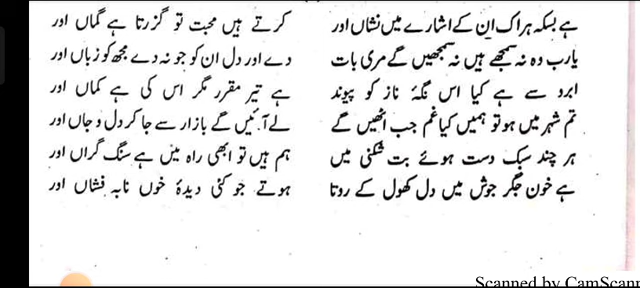 ہے بسکہ ہر اک ان کے اشارے میں نشاں اور کرتے ہیں محبت تو گزرتا ہے گماں اور
یارب وہ نہ سمجھے ہیں نہ سمجھیں گے مری بات دے اور دل ان کو جو نہ دے مجھ کو زباں اور
ابرو سے ہے کیا اس نگۂ ناز کو پیوند ہے تیر مقرر مگر اس کی ہے کماں اور
تم شہر میں ہو تو ہمیں کیا غم جب اٹھیں گے لے آئیں گے بازار سے جا کر دل و جاں اور
ہر چند سبک دست ہوئے بت شکنی میں ہم ہیں تو ابھی راہ میں ہے سنگ گراں اور
ہے خون جگر جوش میں دل کھول کے روتا ہوتے جو کئی دیدۂ خوں نابہ فشاں اور
Scanned by CamScann